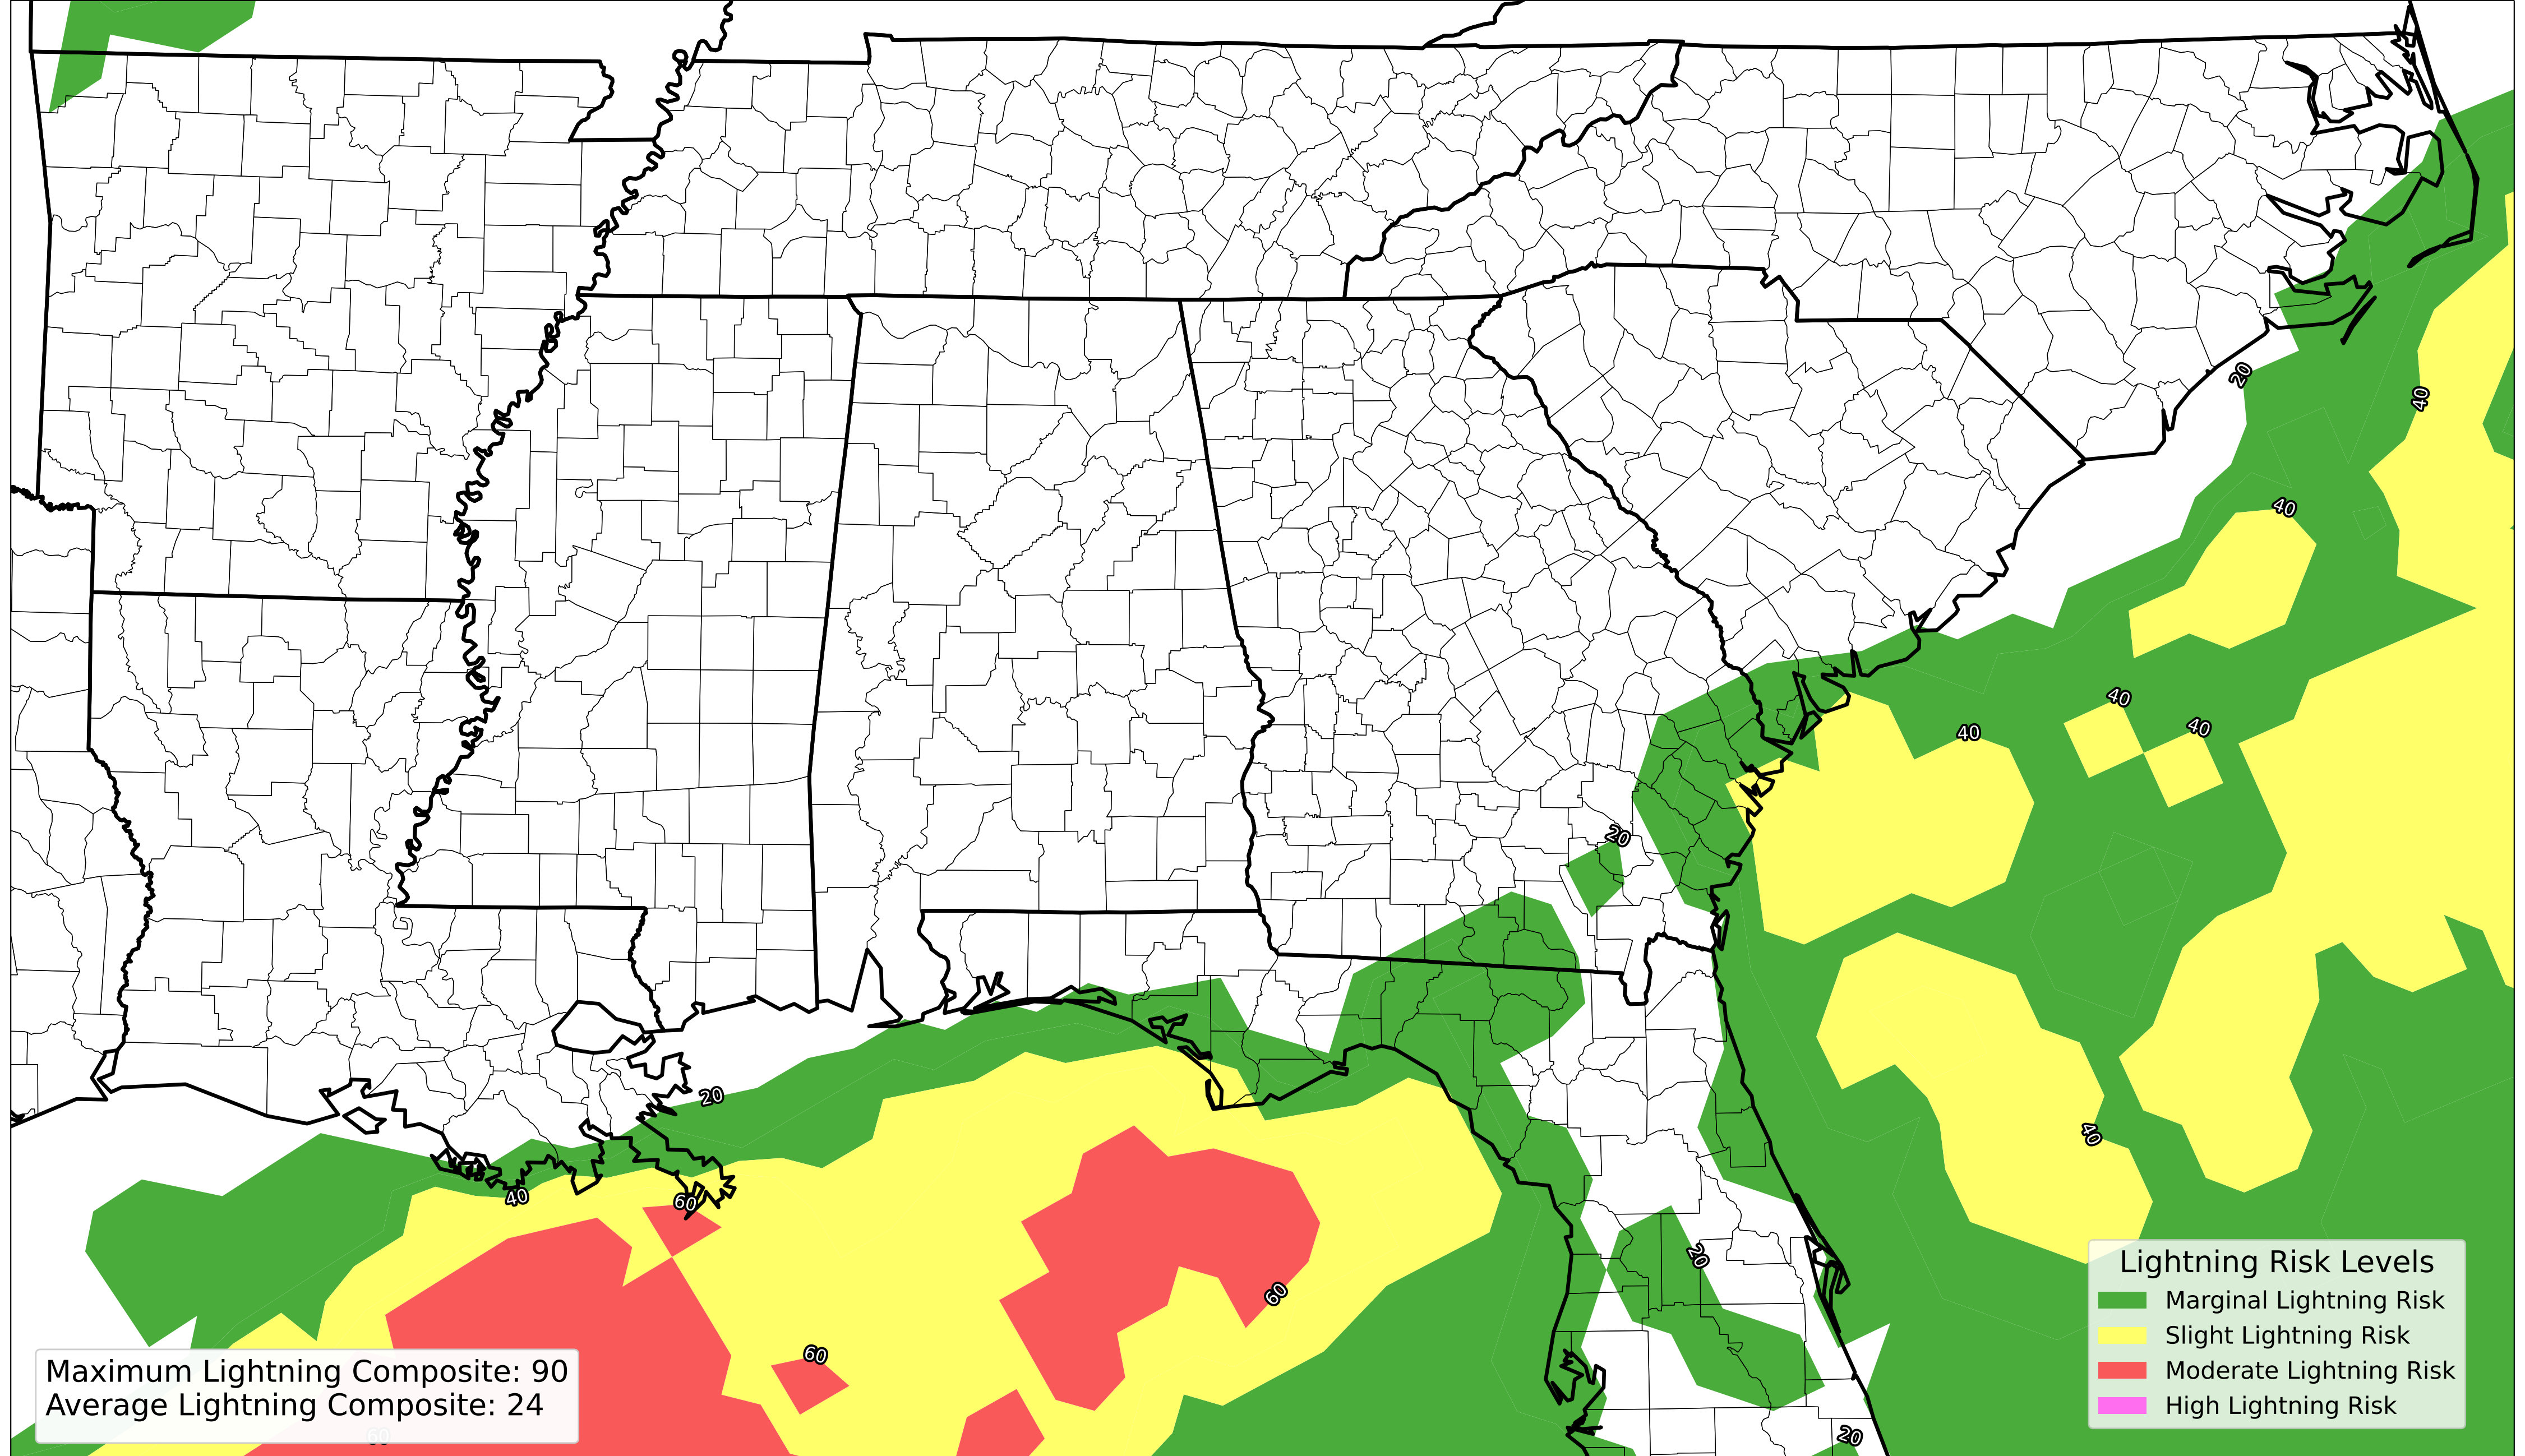 20
40
40
40
40
40
20
20
40
60
40
20
60
60
60
20
Lightning Risk Levels
Marginal Lightning Risk
Slight Lightning Risk
Moderate Lightning Risk
High Lightning Risk
Maximum Lightning Composite: 90
Average Lightning Composite: 24
20